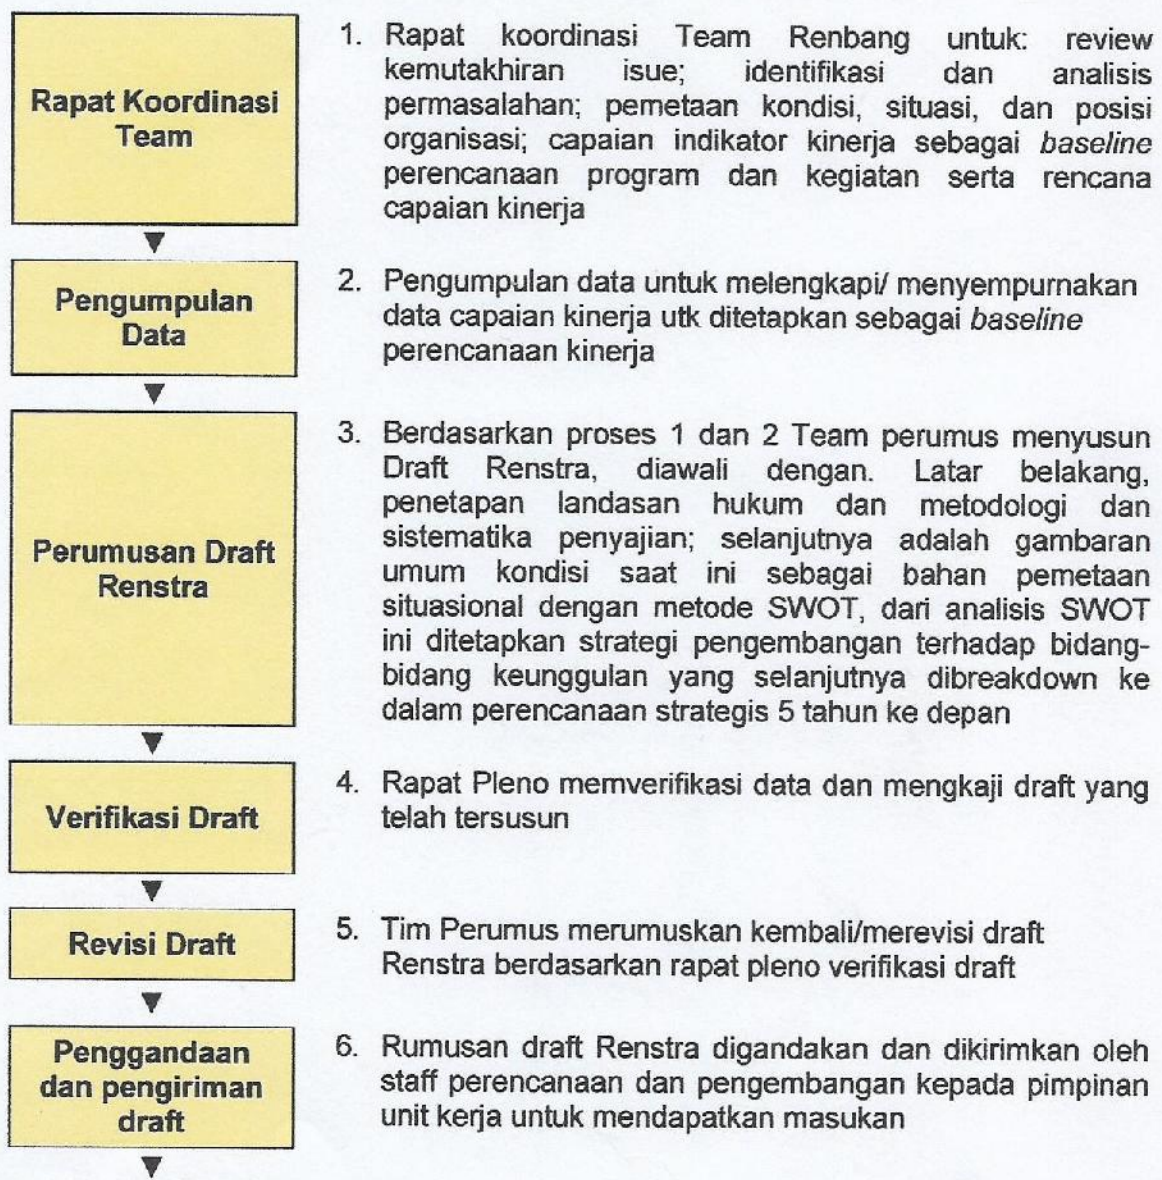 Rapat Koordinasi
Team
1. Rapat koordinasi Team Renbang untuk: review
kemutakhiran isue; identifikasi dan analisis
permasalahan; pemetaan kondisi, situasi, dan posisi
organisasi; capaian indikator kinerja sebagai baseline
perencanaan program dan kegiatan serta rencana
capaian kinerja
Pengumpulan
Data
2. Pengumpulan data untuk melengkapi/ menyempurnakan
data capaian kinerja utk ditetapkan sebagai baseline
perencanaan kinerja
Perumusan Draft
Renstra
3. Berdasarkan proses 1 dan 2 Team perumus menyusun
Draft Renstra, diawali dengan. Latar belakang,
penetapan landasan hukum dan metodologi dan
sistematika penyajian; selanjutnya adalah gambaran
umum kondisi saat ini sebagai bahan pemetaan
situasional dengan metode SWOT, dari analisis SWOT
ini ditetapkan strategi pengembangan terhadap bidang-
bidang keunggulan yang selanjutnya dibreakdown ke
dalam perencanaan strategis 5 tahun ke depan
Verifikasi Draft
4. Rapat Pleno memverifikasi data dan mengkaji draft yang
telah tersusun
Revisi Draft
5. Tim Perumus merumuskan kembali/merevisi draft
Renstra berdasarkan rapat pleno verifikasi draft
Penggandaan
dan pengiriman
draft
6. Rumusan draft Renstra digandakan dan dikirimkan oleh
staff perencanaan dan pengembangan kepada pimpinan
unit kerja untuk mendapatkan masukan